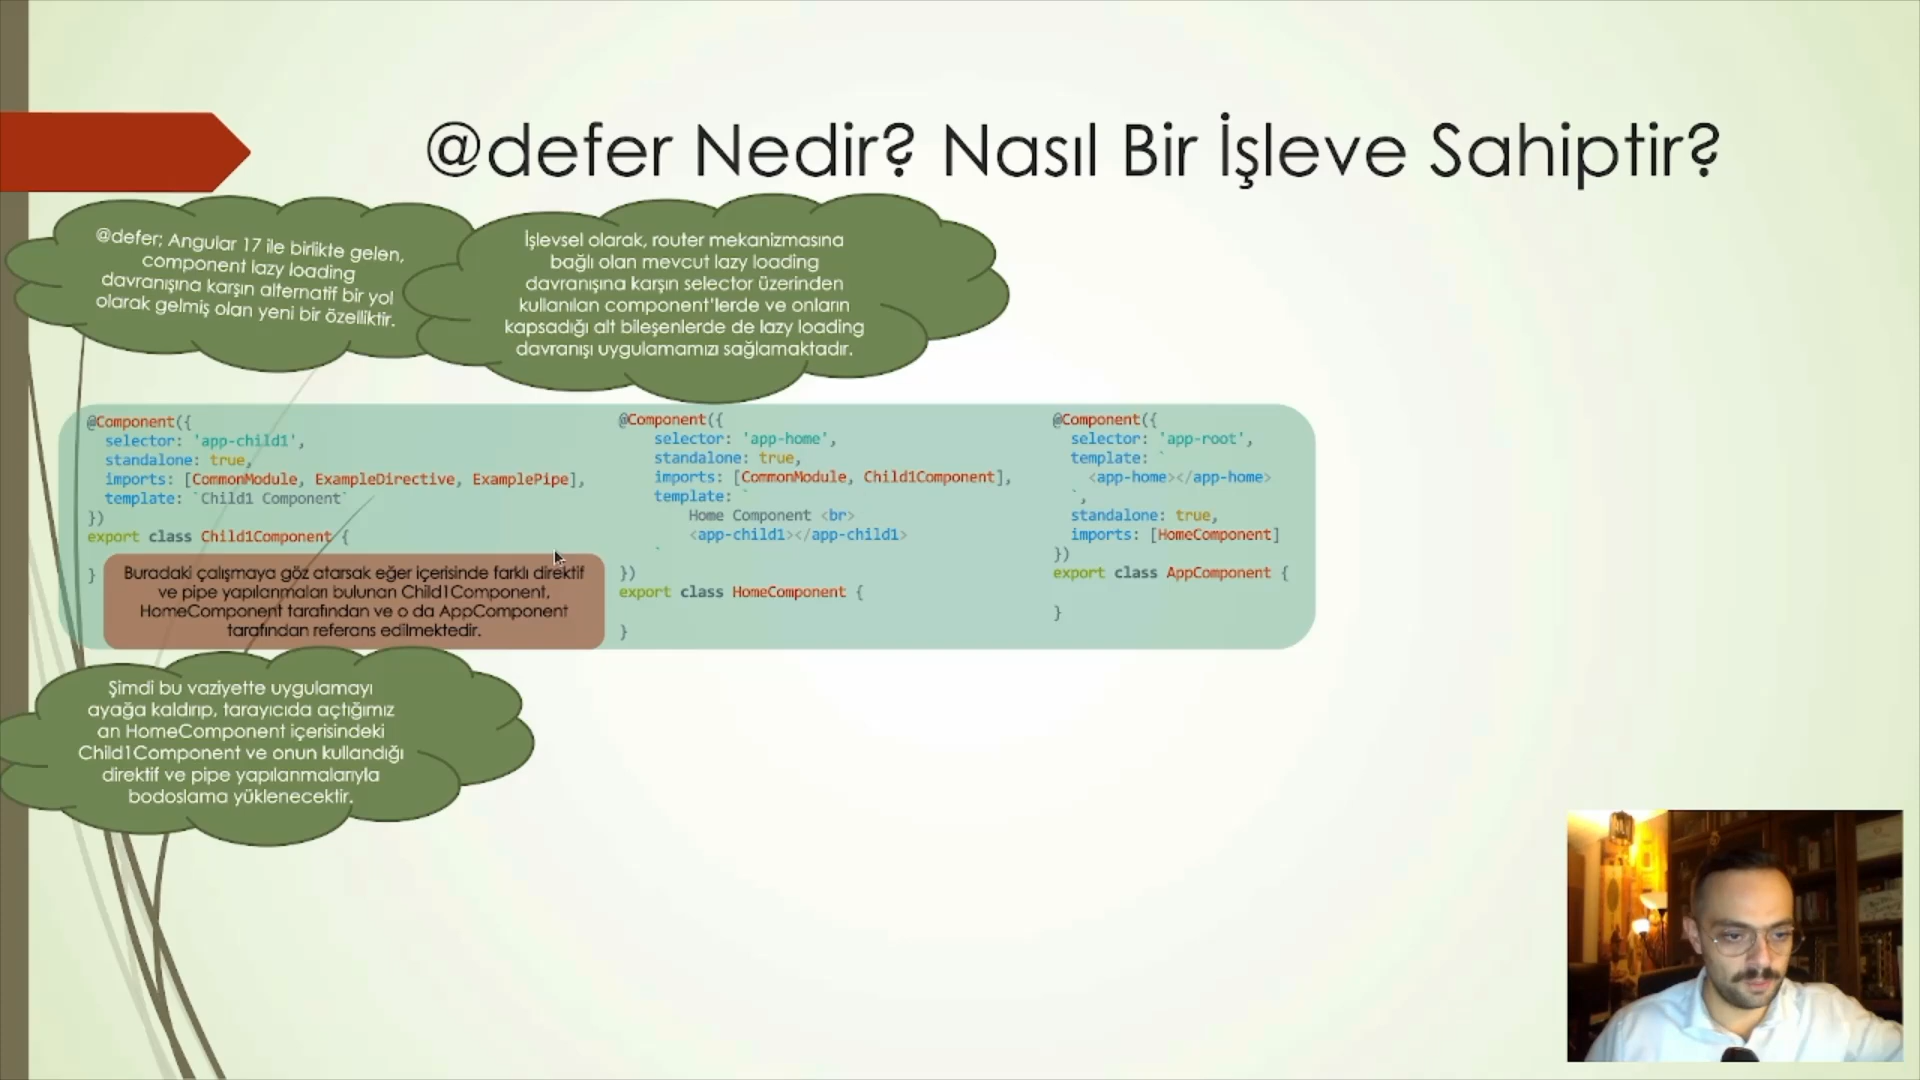 @defer Nedir? Nasıl Bir İşleve Sahiptir?
@defer; Angular 17 ile birlikte gelen,
component lazy loading
davranışına karşın alternatif bir yol
olarak gelmiş olan yeni bir özelliktir.
İşlevsel olarak, router mekanizmasına
bağlı olan mevcut lazy loading
davranışına karşın selector üzerinden
kullanılan component'lerde ve onların
kapsadığı alt bileşenlerde de lazy loading
davranışı uygulamamızı sağlamaktadır.
@Component({
selector: 'app-child1',
standalone: true,
imports: [CommonModule, ExampleDirective, ExamplePipe],
template: `Child1 Component`
})
export class Child1Component {
}
Buradaki çalışmaya göz atarsak eğer içerisinde farklı direktif
ve pipe yapılanmaları bulunan Child1Component,
HomeComponent tarafından ve o da AppComponent
tarafından referans edilmektedir.
@Component({
selector: 'app-home',
standalone: true,
imports: [CommonModule, Child1Component],
template: `
Home Component <br>
<app-child1></app-child1>
`
})
export class HomeComponent {
}
@Component({
selector: 'app-root',
template: `
<app-home></app-home>
`,
standalone: true,
imports: [HomeComponent]
})
export class AppComponent {
}
Şimdi bu vaziyette uygulamayı
ayağa kaldırıp, tarayıcıda açtığımız
an HomeComponent içerisindeki
Child1Component ve onun kullandığı
direktif ve pipe yapılanmalarıyla
bodoslama yüklenecektir.